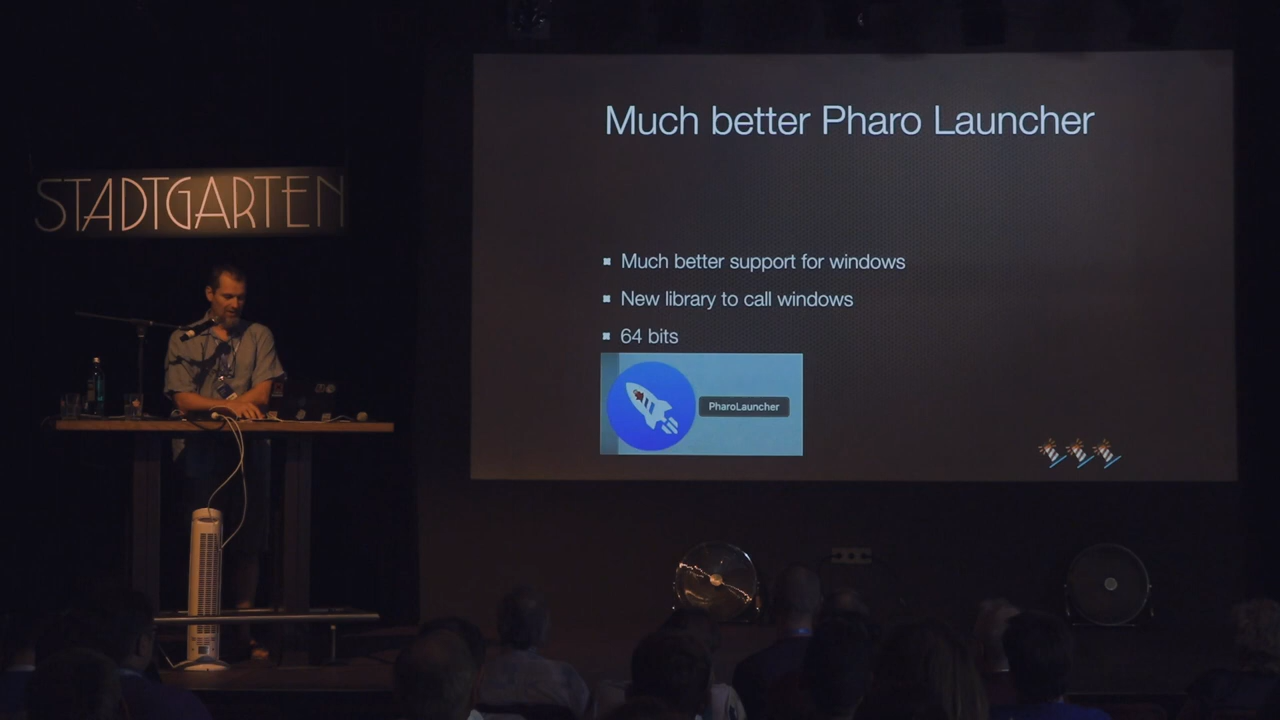 STADTGARTEN
Much better Pharo Launcher
Much better support for windows
New library to call windows
64 bits
PharoLauncher